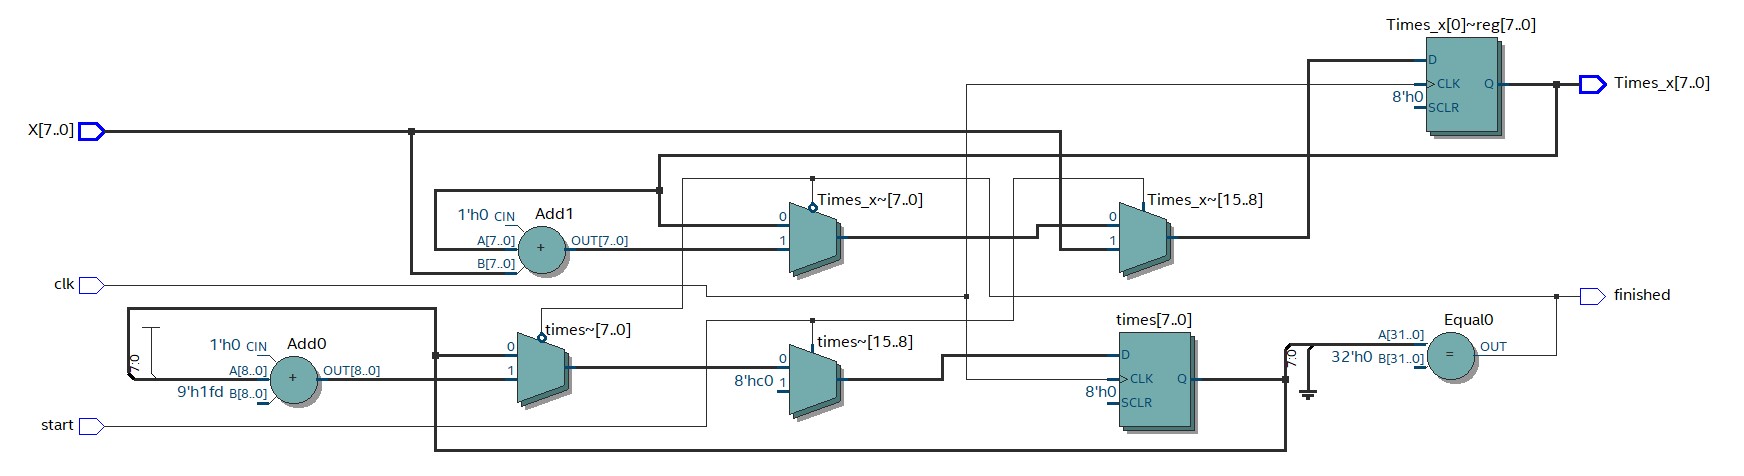 Times_x[0]~reg[7..0]
D
CLK
Q
8'h0
SCLR
Times_x[7..0]
X[7..0]
Times_x~[7..0]
0
1
Times_x~[15..8]
0
1
1'h0 CIN
Add1
A[7..0]
+
OUT[7..0]
B[7..0]
clk
finished
times~[7..0]
0
1
times~[15..8]
0
8'hc0
1
times[7..0]
D
CLK
Q
8'h0
SCLR
Equal0
A[31..0]
32'h0 B[31..0]
=
OUT
7:0
7:0
1'h0 CIN
Add0
A[8..0]
+
OUT[8..0]
9'h1fd B[8..0]
start